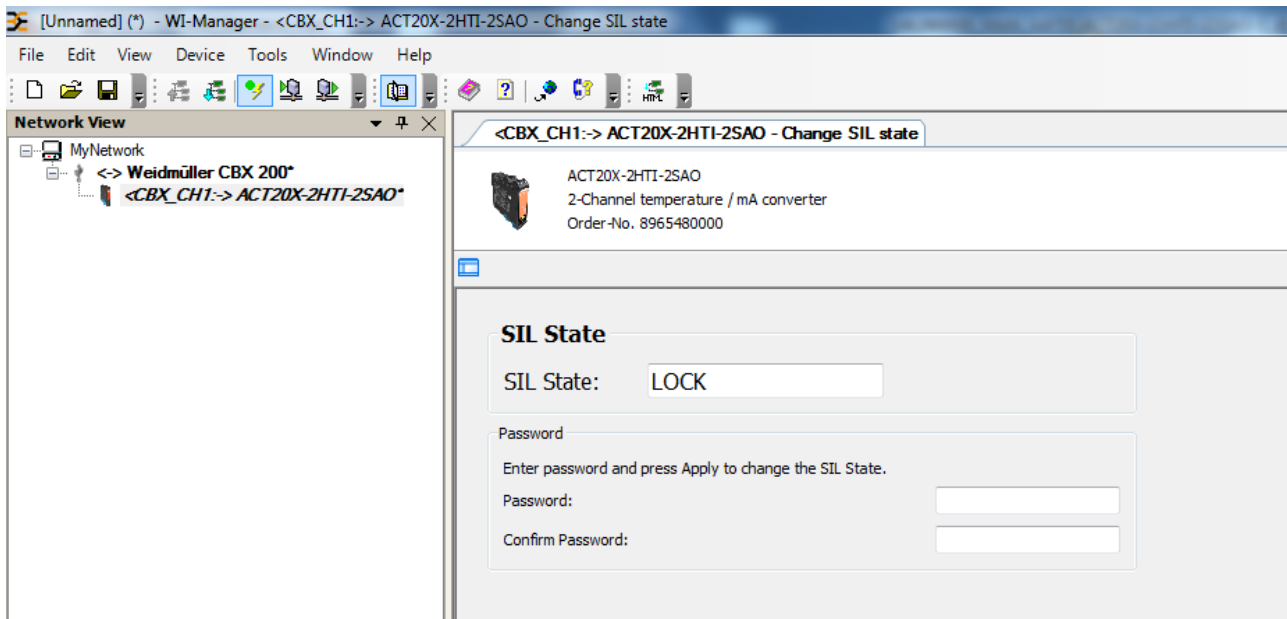 [Unnamed] (*) - WI-Manager - <CBX_CH1:-> ACT20X-2HTI-2SAO - Change SIL state
File Edit View Device Tools Window Help
HTML
Network View
<CBX_CH1:-> ACT20X-2HTI-2SAO - Change SIL state
MyNetwork
<-> Weidmüller CBX 200*
<CBX_CH1:-> ACT20X-2HTI-2SAO*
ACT20X-2HTI-2SAO
2-Channel temperature / mA converter
Order-No. 8965480000
SIL State
SIL State: LOCK
Password
Enter password and press Apply to change the SIL State.
Password:
Confirm Password: